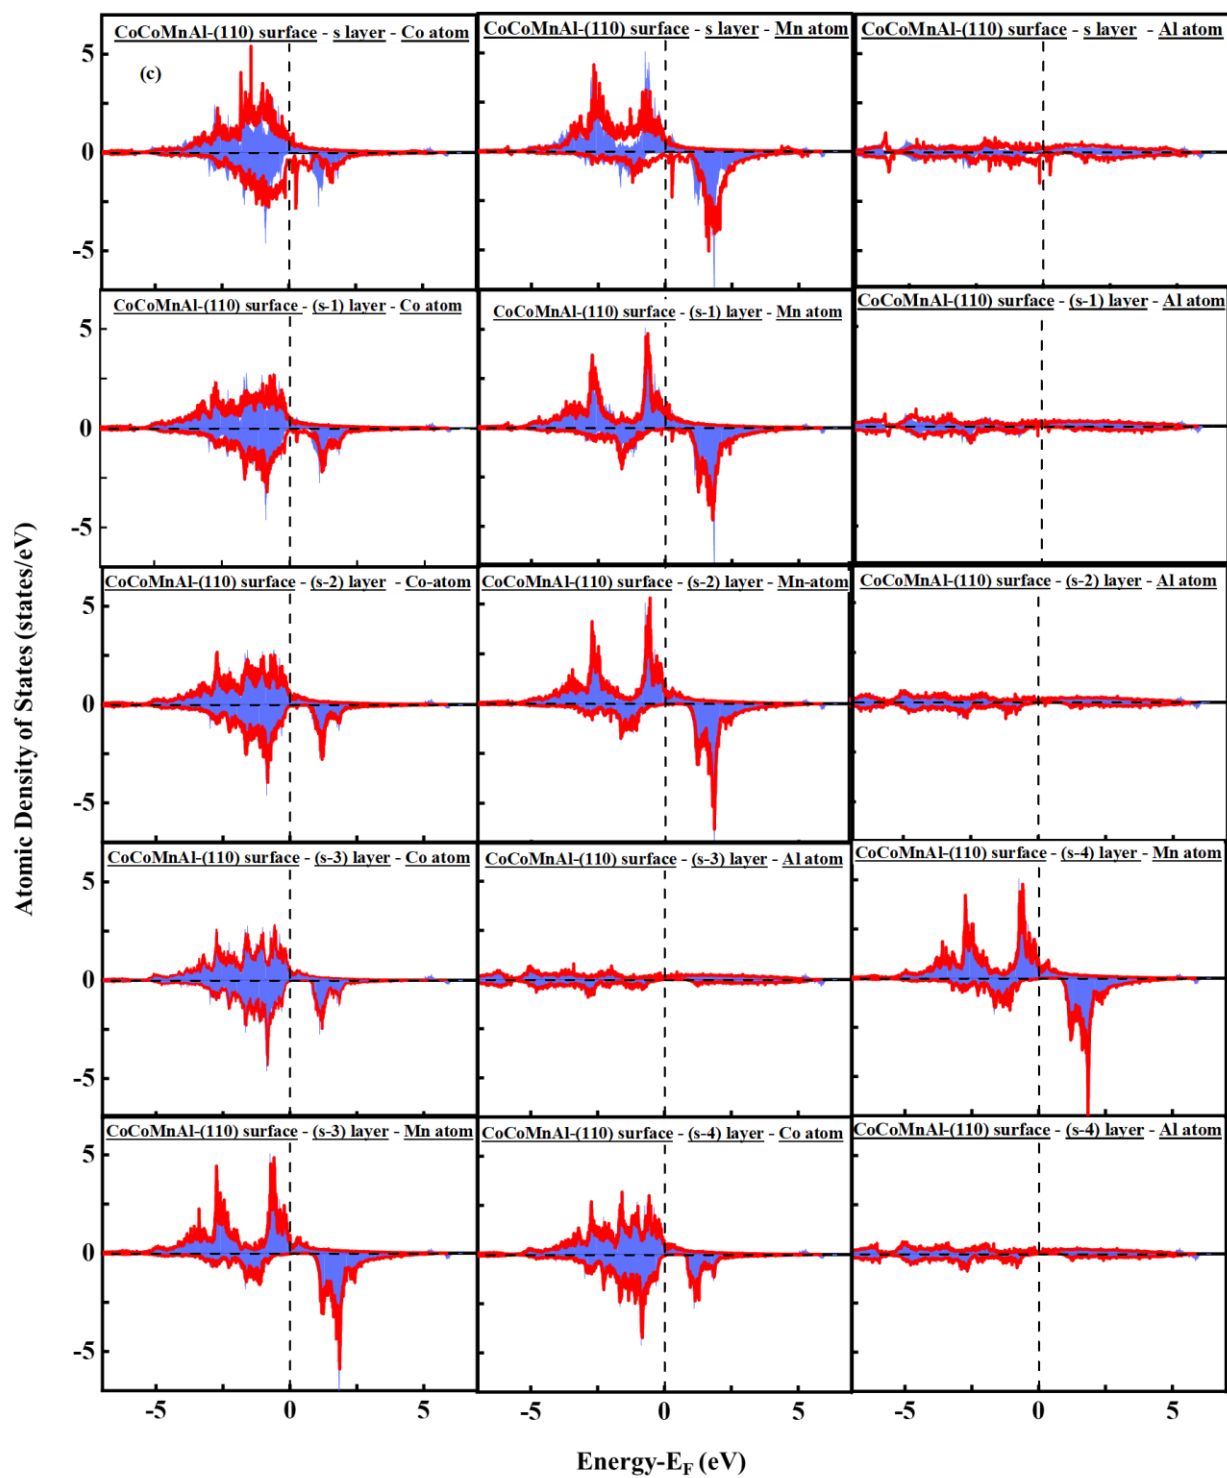 CoCoMnAl-(110) surface - s layer - Co atom
CoCoMnAl-(110) surface - s layer - Mn atom
CoCoMnAl-(110) surface - s layer - Al atom
(c)
5
0
-5
CoCoMnAl-(110) surface - (s-1) layer - Co atom
CoCoMnAl-(110) surface - (s-1) layer - Mn atom
CoCoMnAl-(110) surface - (s-1) layer - Al atom
5
0
-5
CoCoMnAl-(110) surface - (s-2) layer - Co-atom
CoCoMnAl-(110) surface - (s-2) layer - Mn-atom
CoCoMnAl-(110) surface - (s-2) layer - Al atom
5
0
-5
CoCoMnAl-(110) surface - (s-3) layer - Co atom
CoCoMnAl-(110) surface - (s-3) layer - Al atom
CoCoMnAl-(110) surface - (s-4) layer - Mn atom
5
0
-5
CoCoMnAl-(110) surface - (s-3) layer - Mn atom
CoCoMnAl-(110) surface - (s-4) layer - Co atom
CoCoMnAl-(110) surface - (s-4) layer - Al atom
5
0
-5
-5 0 5
-5 0 5
-5 0 5
Atomic Density of States (states/eV)
Energy-EF (eV)